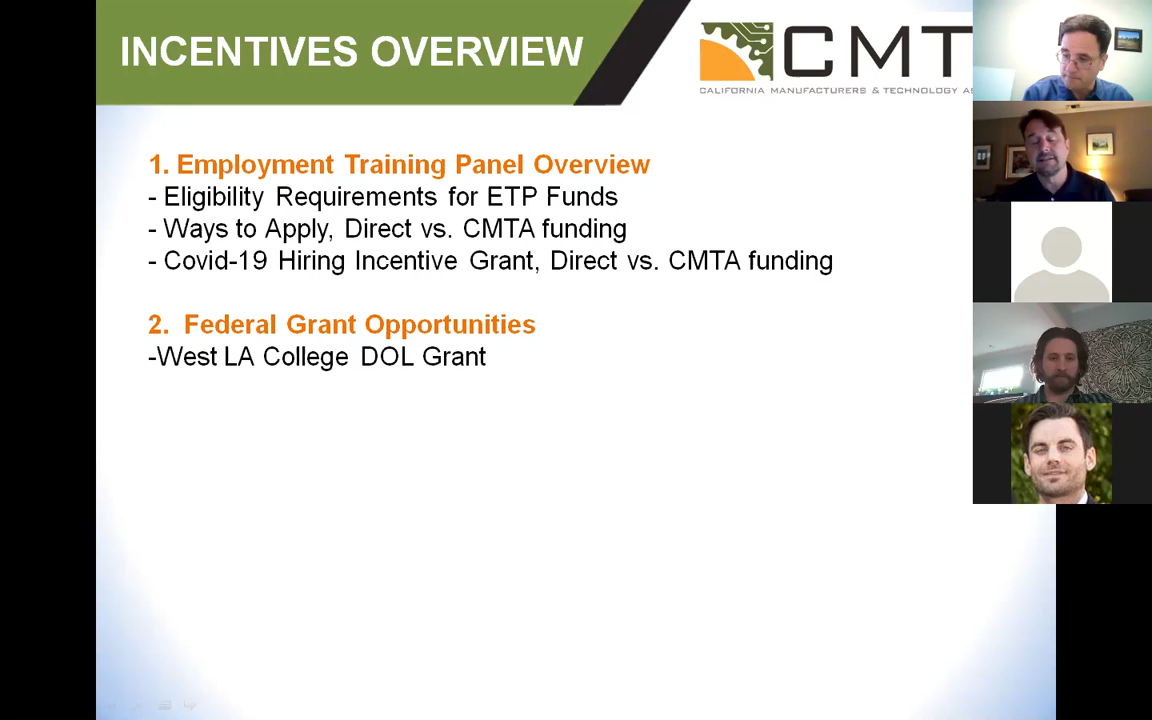 INCENTIVES OVERVIEW
CMT
CALIFORNIA MANUFACTURERS & TECHNOLOGY
1. Employment Training Panel Overview
- Eligibility Requirements for ETP Funds
- Ways to Apply, Direct vs. CMTA funding
- Covid-19 Hiring Incentive Grant, Direct vs. CMTA funding
2. Federal Grant Opportunities
-West LA College DOL Grant